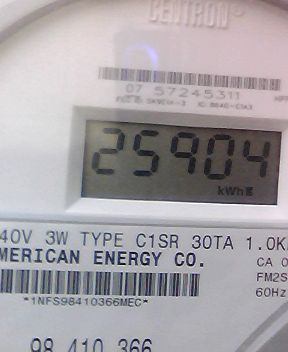 CENTRON®
07 57245311
25904
kWh
40V 3W TYPE C1SR 30TA 1.0K
MERICAN ENERGY CO.
CA 0
FM2S
*1NFS98410366MEC*
60Hz
98 410 366